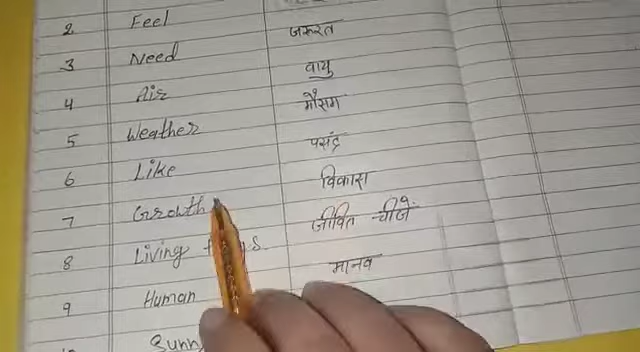 2 Feel
3 Need जरूरत
4 Air वायु
5 Weather मौसम
6 Like पसंद
7 Growth विकास
8 Living जीवित चीजें
9 Human मानव
Sunn